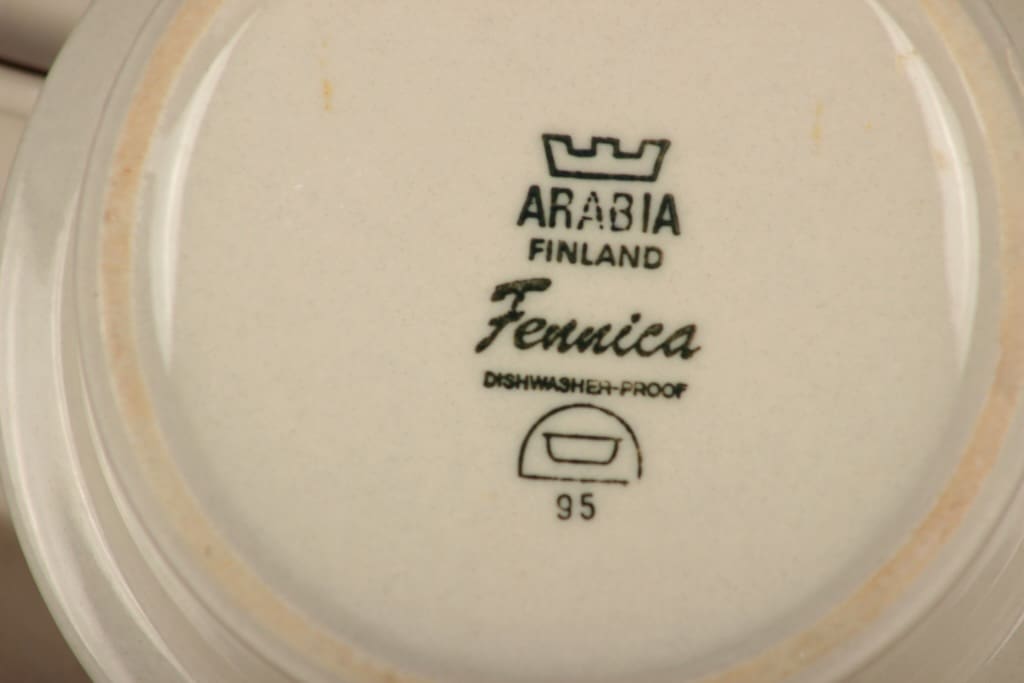 ARABIA
FINLAND
Fennica
DISHWASHER-PROOF
95